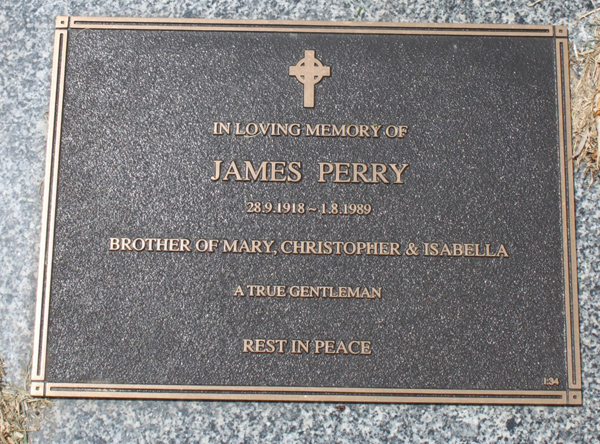 IN LOVING MEMORY OF
JAMES PERRY
28.9.1918 ~ 1.8.1989
BROTHER OF MARY, CHRISTOPHER & ISABELLA
A TRUE GENTLEMAN
REST IN PEACE
I:34